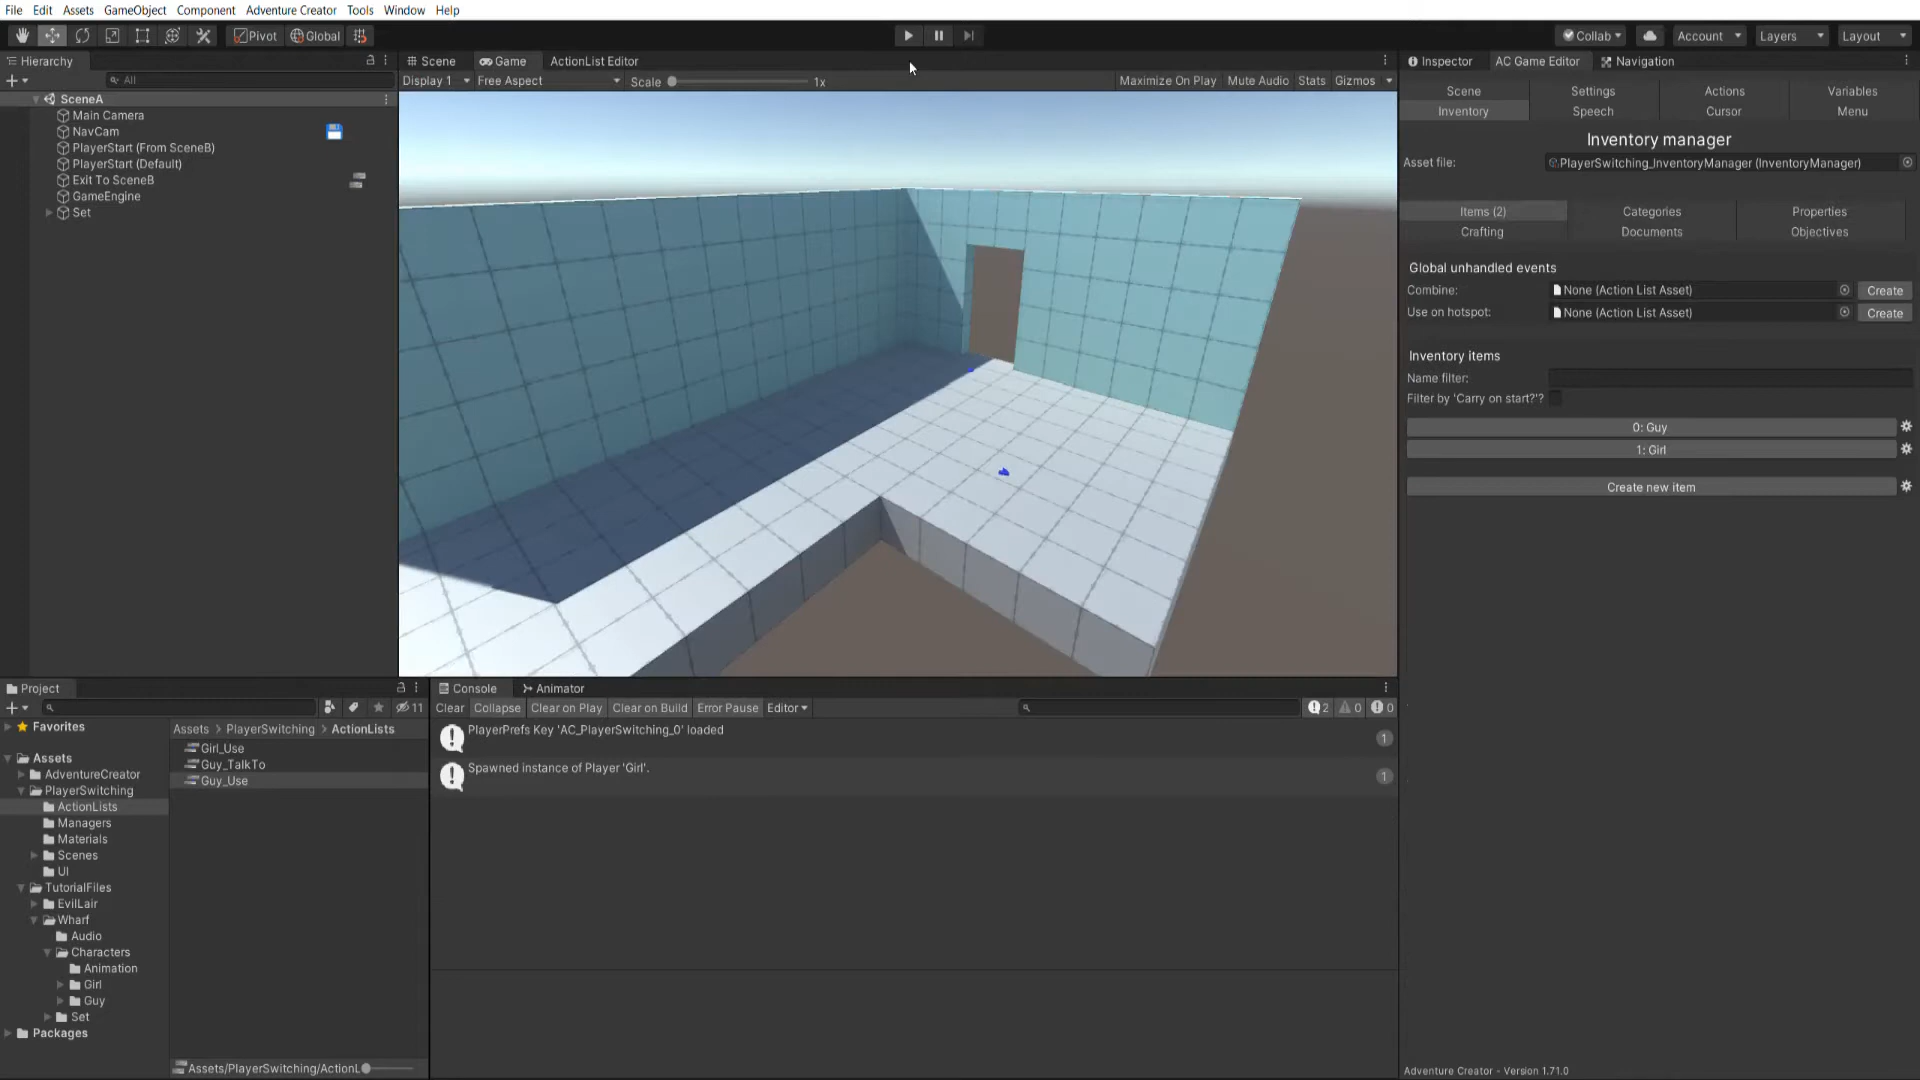 File Edit Assets GameObject Component Adventure Creator Tools Window Help
Pivot Global Collab Account Layers Layout
Hierarchy
All
SceneA
Main Camera
NavCam
PlayerStart (From SceneB)
PlayerStart (Default)
Exit To SceneB
GameEngine
Set
Scene Game ActionList Editor
Display 1 Free Aspect Scale 1x Maximize On Play Mute Audio Stats Gizmos
Inspector AC Game Editor Navigation
Scene Settings Actions Variables
Inventory Speech Cursor Menu
Inventory manager
Asset file: PlayerSwitching_InventoryManager (InventoryManager)
Items (2) Categories Properties
Crafting Documents Objectives
Global unhandled events
Combine: None (Action List Asset) Create
Use on hotspot: None (Action List Asset) Create
Inventory items
Name filter:
Filter by 'Carry on start?'?
0: Guy
1: Girl
Create new item
Adventure Creator - Version 1.71.0
Project
11
Favorites
Assets
AdventureCreator
PlayerSwitching
ActionLists
Managers
Materials
Scenes
UI
TutorialFiles
EvilLair
Wharf
Audio
Characters
Animation
Girl
Guy
Set
Packages
Assets > PlayerSwitching > ActionLists
Girl_Use
Guy_TalkTo
Guy_Use
Assets/PlayerSwitching/ActionL
Console Animator
Clear Collapse Clear on Play Clear on Build Error Pause Editor 2 0 0
PlayerPrefs Key 'AC_PlayerSwitching_0' loaded 1
Spawned instance of Player 'Girl'. 1